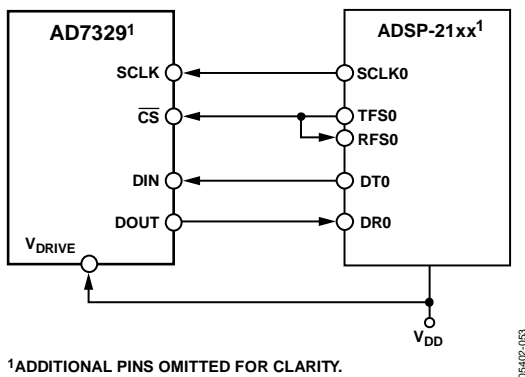 AD7329¹
ADSP-21xx¹
SCLK
SCLK0
CS
TFS0
RFS0
DIN
DT0
DOUT
DR0
VDRIVE
VDD
¹ADDITIONAL PINS OMITTED FOR CLARITY.
05402-053